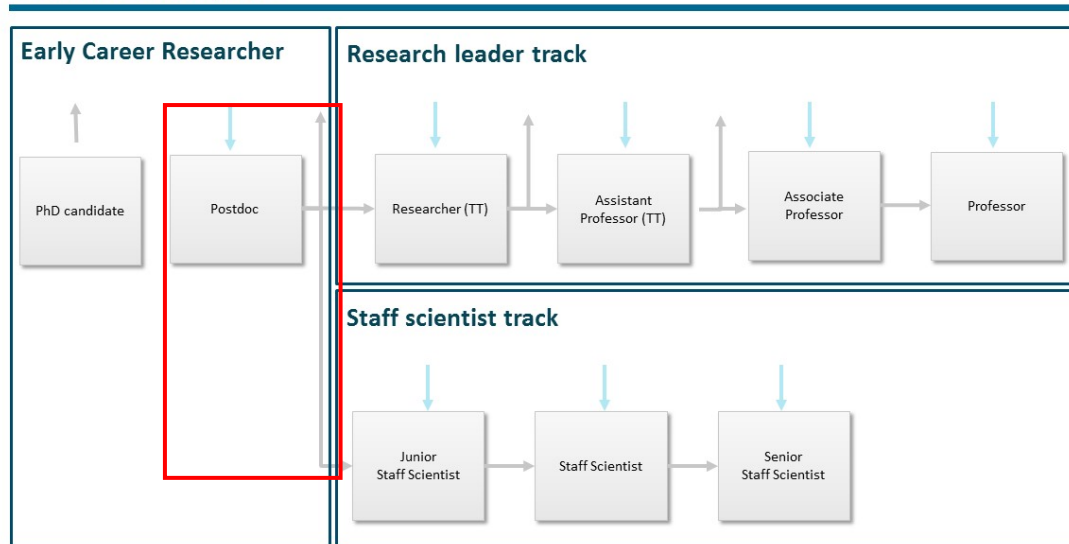 Early Career Researcher
Research leader track
PhD candidate
Postdoc
Researcher (TT)
Assistant
Professor (TT)
Associate
Professor
Professor
Staff scientist track
Junior
Staff Scientist
Staff Scientist
Senior
Staff Scientist